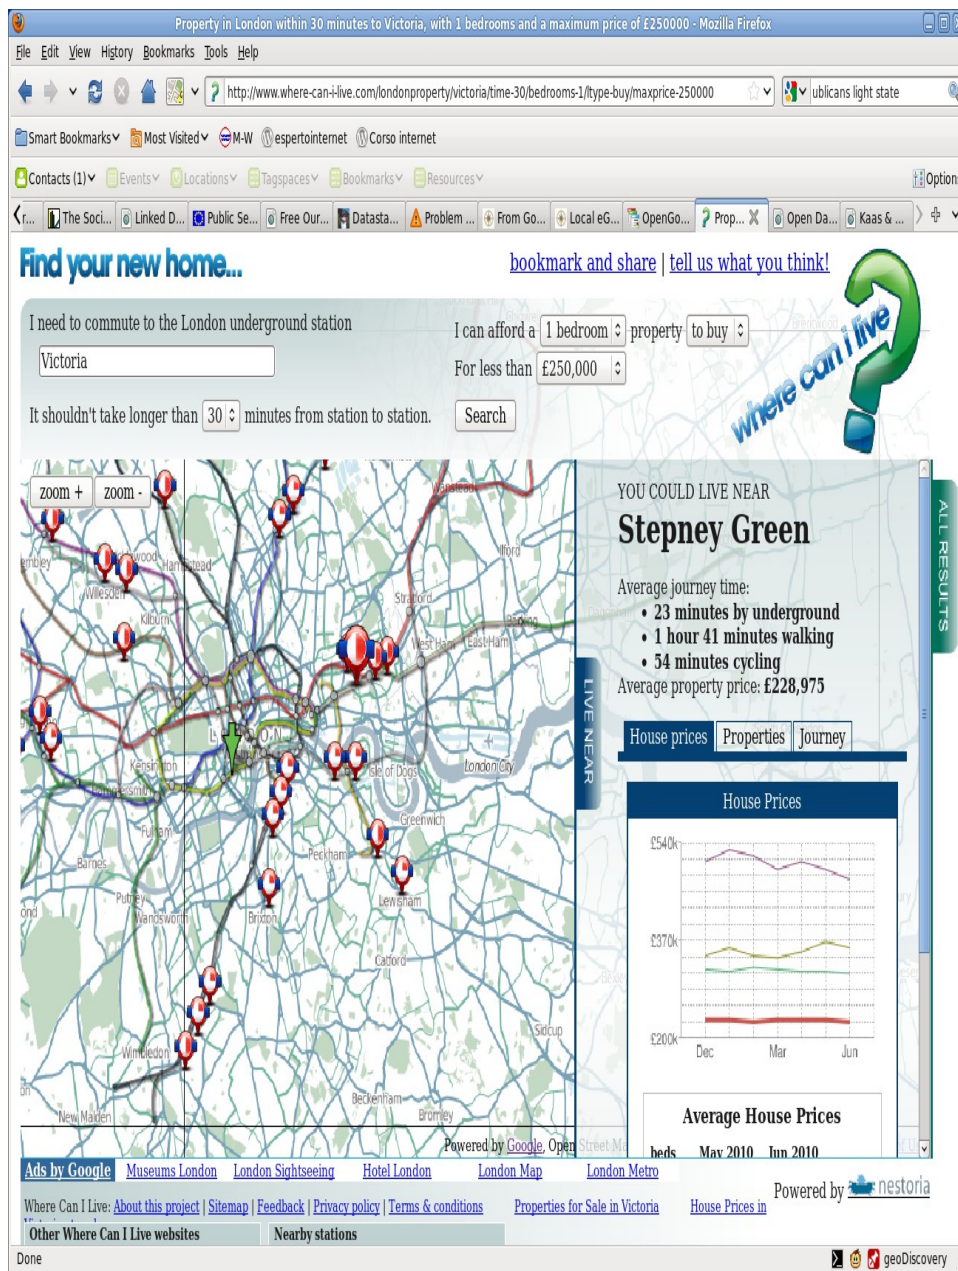 Property in London within 30 minutes to Victoria, with 1 bedrooms and a maximum price of £250000 - Mozilla Firefox
File Edit View History Bookmarks Tools Help
http://www.where-can-i-live.com/londonproperty/victoria/time-30/bedrooms-1/ltype-buy/maxprice-250000
ublicans light state
Smart Bookmarks Most Visited M-W espertointernet Corso internet
Contacts (1) Events Locations Tagspaces Bookmarks Resources Option
r... The Soci... Linked D... Public Se... Free Our... Datasta... Problem ... From Go... Local eG... OpenGo... Prop... Open Da... Kaas & ...
Find your new home...
bookmark and share | tell us what you think!
where can i live
I need to commute to the London underground station
Victoria
It shouldn't take longer than 30 minutes from station to station.
I can afford a 1 bedroom property to buy
For less than £250,000
Search
zoom + zoom -
Wanstead
Ilford
Hampstead
Willesden
Kilburn
Stratford
Barking
West Ham
East Ham
London City
Isle of Dogs
Kensington
Hammersmith
Greenwich
Fulham
Peckham
Barnes
Putney
Wandsworth
Brixton
Lewisham
Catford
Wimbledon
Sidcup
Beckenham
New Malden
Bromley
Brentwood
Powered by Google, Open Street Ma
LIVE NEAR
ALL RESULTS
YOU COULD LIVE NEAR
Stepney Green
Average journey time:
• 23 minutes by underground
• 1 hour 41 minutes walking
• 54 minutes cycling
Average property price: £228,975
House prices Properties Journey
House Prices
£540k
£370k
£200k
Dec Mar Jun
Average House Prices
beds May 2010 Jun 2010
Ads by Google Museums London London Sightseeing Hotel London London Map London Metro
Powered by nestoria
Where Can I Live: About this project | Sitemap | Feedback | Privacy policy | Terms & conditions Properties for Sale in Victoria House Prices in
Other Where Can I Live websites Nearby stations
Done
geoDiscovery